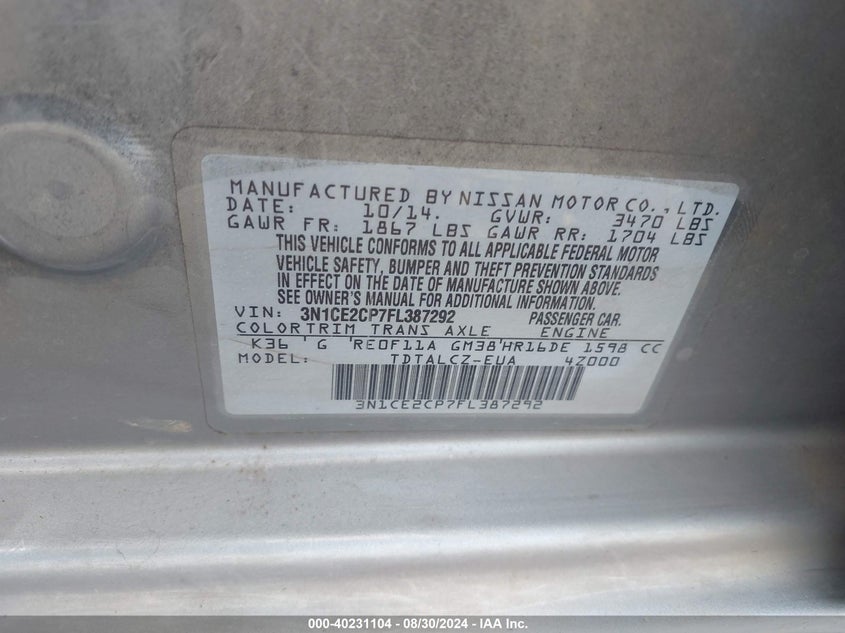 MANUFACTURED BY NISSAN MOTOR CO., LTD.
DATE: 10/14. GVWR: 3470 LBS
GAWR FR: 1867 LBS GAWR RR: 1704 LBS
THIS VEHICLE CONFORMS TO ALL APPLICABLE FEDERAL MOTOR
VEHICLE SAFETY, BUMPER AND THEFT PREVENTION STANDARDS
IN EFFECT ON THE DATE OF MANUFACTURE SHOWN ABOVE.
SEE OWNER'S MANUAL FOR ADDITIONAL INFORMATION.
VIN: 3N1CE2CP7FL387292 PASSENGER CAR.
COLOR TRIM TRANS AXLE ENGINE
K36 'G 'RE0F11A GM38'HR16DE 1598 CC
MODEL: TDTALCZ-EUA 4Z000
3N1CE2CP7FL387292
000-40231104 - 08/30/2024 - IAA Inc.